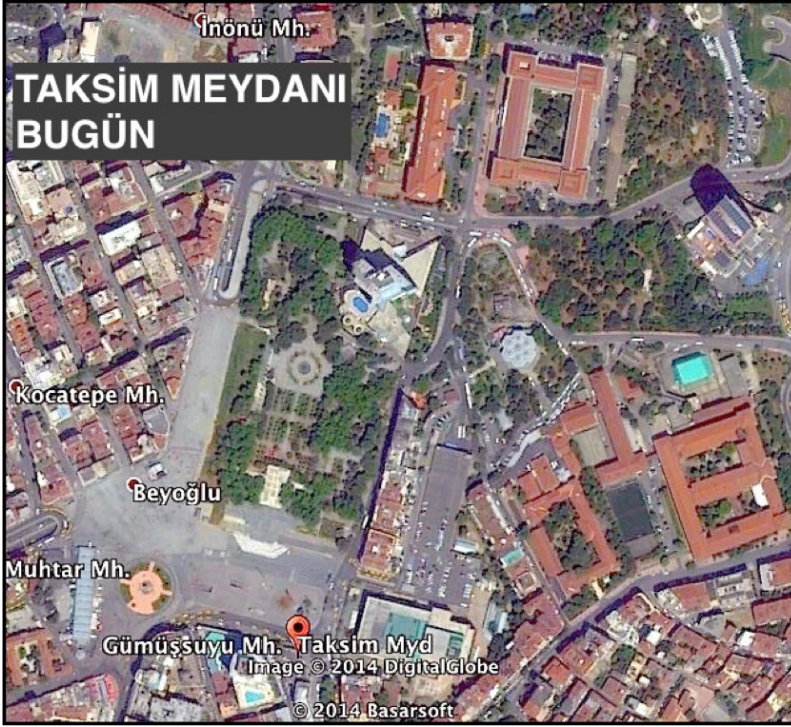 İnönü Mh.
TAKSİM MEYDANI
BUGÜN
Kocatepe Mh.
Beyoğlu
Muhtar Mh.
Gümüşsuyu Mh. Taksim Myd
Image © 2014 DigitalGlobe
© 2014 Basarsoft